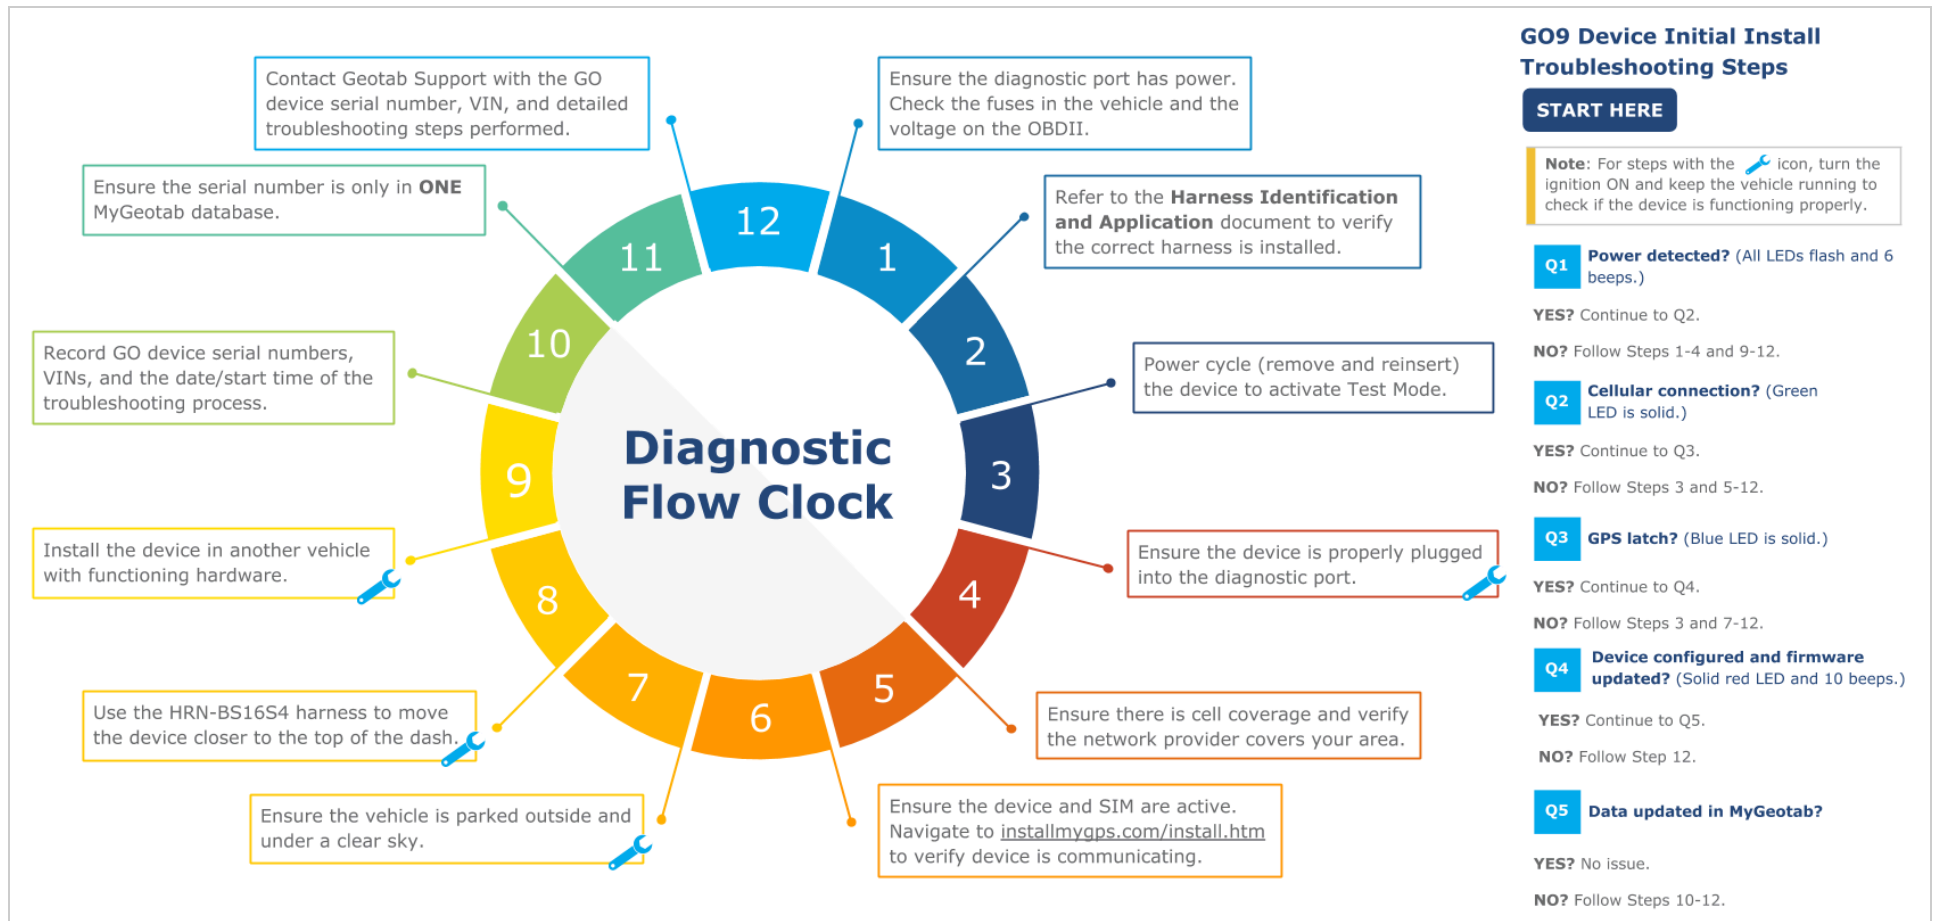 GO9 Device Initial Install
Troubleshooting Steps
START HERE
Note: For steps with the icon, turn the
ignition ON and keep the vehicle running to
check if the device is functioning properly.
Q1
Power detected? (All LEDs flash and 6
beeps.)
YES? Continue to Q2.
NO? Follow Steps 1-4 and 9-12.
Q2
Cellular connection? (Green
LED is solid.)
YES? Continue to Q3.
NO? Follow Steps 3 and 5-12.
Q3
GPS latch? (Blue LED is solid.)
YES? Continue to Q4.
NO? Follow Steps 3 and 7-12.
Q4
Device configured and firmware
updated? (Solid red LED and 10 beeps.)
YES? Continue to Q5.
NO? Follow Step 12.
Q5
Data updated in MyGeotab?
YES? No issue.
NO? Follow Steps 10-12.
Diagnostic
Flow Clock
1
Ensure the diagnostic port has power.
Check the fuses in the vehicle and the
voltage on the OBDII.
2
Refer to the Harness Identification
and Application document to verify
the correct harness is installed.
3
Power cycle (remove and reinsert)
the device to activate Test Mode.
4
Ensure the device is properly plugged
into the diagnostic port.
5
Ensure there is cell coverage and verify
the network provider covers your area.
6
Ensure the device and SIM are active.
Navigate to installmygps.com/install.htm
to verify device is communicating.
7
Ensure the vehicle is parked outside and
under a clear sky.
8
Use the HRN-BS16S4 harness to move
the device closer to the top of the dash.
9
Install the device in another vehicle
with functioning hardware.
10
Record GO device serial numbers,
VINs, and the date/start time of the
troubleshooting process.
11
Ensure the serial number is only in ONE
MyGeotab database.
12
Contact Geotab Support with the GO
device serial number, VIN, and detailed
troubleshooting steps performed.